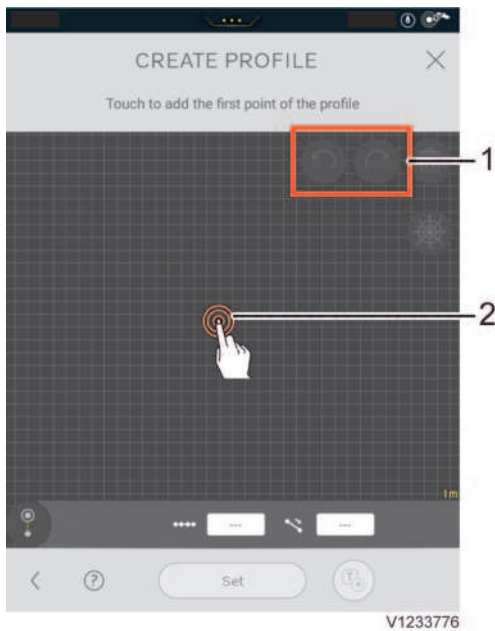 CREATE PROFILE
Touch to add the first point of the profile
1
2
1m
---
---
Set
V1233776